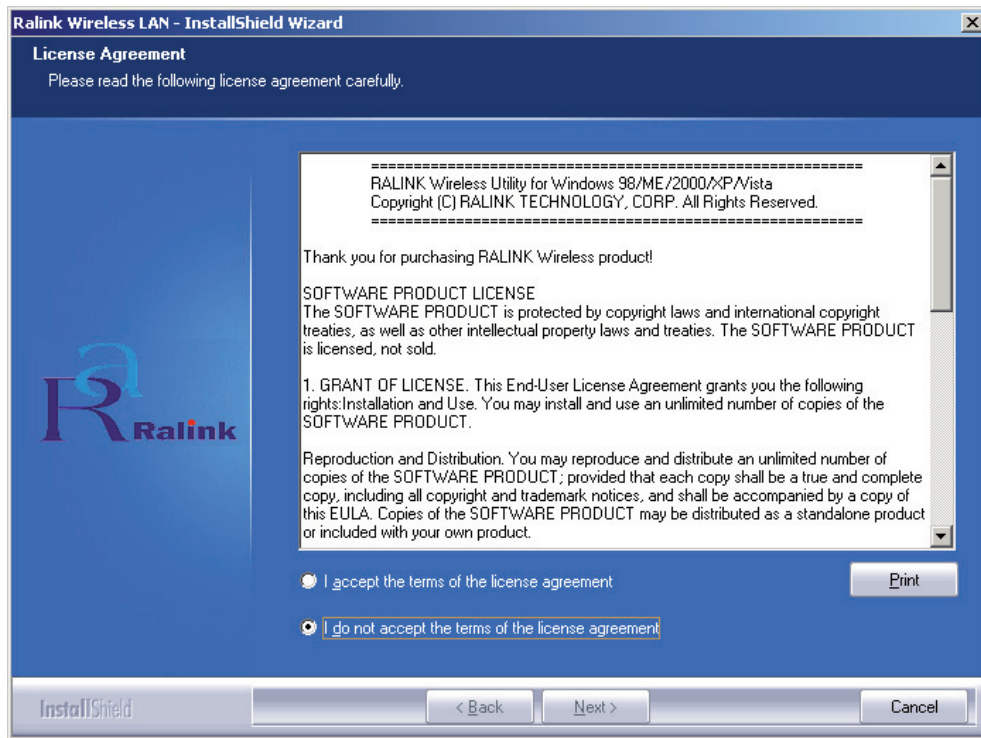 Ralink Wireless LAN - InstallShield Wizard
License Agreement
Please read the following license agreement carefully.
===========================================================
RALINK Wireless Utility for Windows 98/ME/2000/XP/Vista
Copyright (C) RALINK TECHNOLOGY, CORP. All Rights Reserved.
===========================================================
Thank you for purchasing RALINK Wireless product!
SOFTWARE PRODUCT LICENSE
The SOFTWARE PRODUCT is protected by copyright laws and international copyright
treaties, as well as other intellectual property laws and treaties. The SOFTWARE PRODUCT
is licensed, not sold.
1. GRANT OF LICENSE. This End-User License Agreement grants you the following
rights:Installation and Use. You may install and use an unlimited number of copies of the
SOFTWARE PRODUCT.
Reproduction and Distribution. You may reproduce and distribute an unlimited number of
copies of the SOFTWARE PRODUCT; provided that each copy shall be a true and complete
copy, including all copyright and trademark notices, and shall be accompanied by a copy of
this EULA. Copies of the SOFTWARE PRODUCT may be distributed as a standalone product
or included with your own product.
Ra
Ralink
I accept the terms of the license agreement
Print
I do not accept the terms of the license agreement
InstallShield
< Back
Next >
Cancel